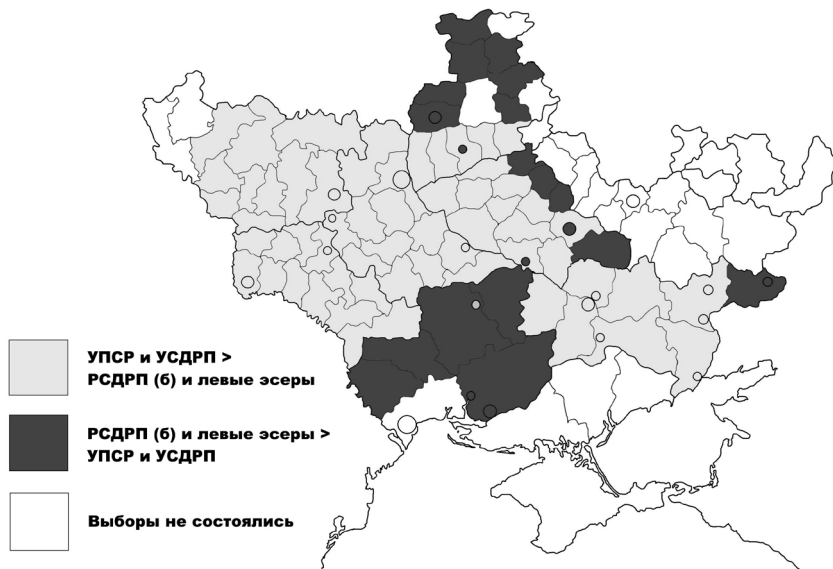 УПСР и УСДРП >
РСДРП (б) и левые эсеры
РСДРП (б) и левые эсеры >
УПСР и УСДРП
Выборы не состоялись